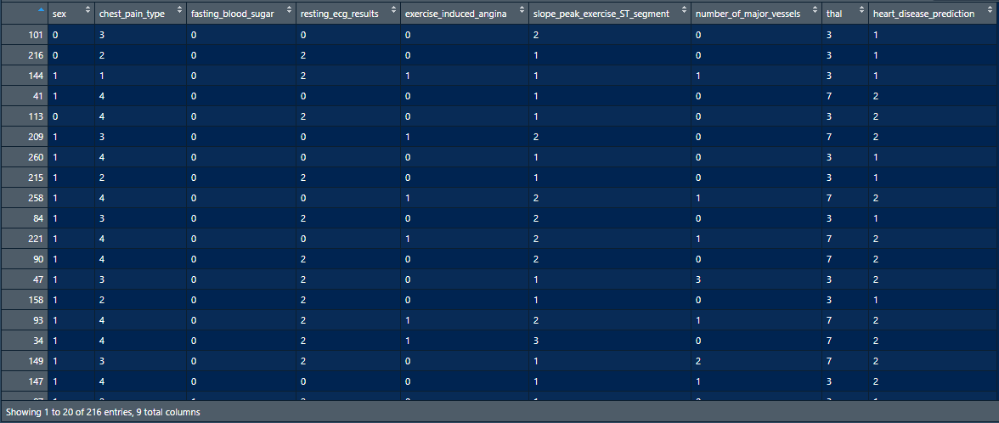 sex chest_pain_type fasting_blood_sugar resting_ecg_results exercise_induced_angina slope_peak_exercise_ST_segment number_of_major_vessels thal heart_disease_prediction
101 0 3 0 0 0 2 0 3 1
216 0 2 0 2 0 1 0 3 1
144 1 1 0 2 1 1 1 3 1
41 1 4 0 0 0 1 0 7 2
113 0 4 0 2 0 1 0 3 2
209 1 3 0 0 1 2 0 7 2
260 1 4 0 0 0 1 0 3 1
215 1 2 0 2 0 1 0 3 1
258 1 4 0 0 1 2 1 7 2
84 1 3 0 2 0 2 0 3 1
221 1 4 0 0 1 2 1 7 2
90 1 4 0 2 0 2 0 7 2
47 1 3 0 2 0 1 3 3 2
158 1 2 0 2 0 1 0 3 1
93 1 4 0 2 1 2 1 7 2
34 1 4 0 2 1 3 0 7 2
149 1 3 0 2 0 1 2 7 2
147 1 4 0 0 0 1 1 3 2
Showing 1 to 20 of 216 entries, 9 total columns